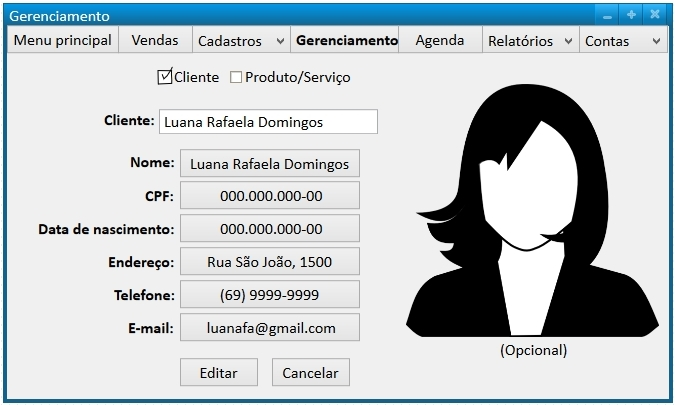 Gerenciamento
Menu principal Vendas Cadastros Gerenciamento Agenda Relatórios Contas
Cliente Produto/Serviço
Cliente: Luana Rafaela Domingos
Nome: Luana Rafaela Domingos
CPF: 000.000.000-00
Data de nascimento: 000.000.000-00
Endereço: Rua São João, 1500
Telefone: (69) 9999-9999
E-mail: luanafa@gmail.com
(Opcional)
Editar Cancelar